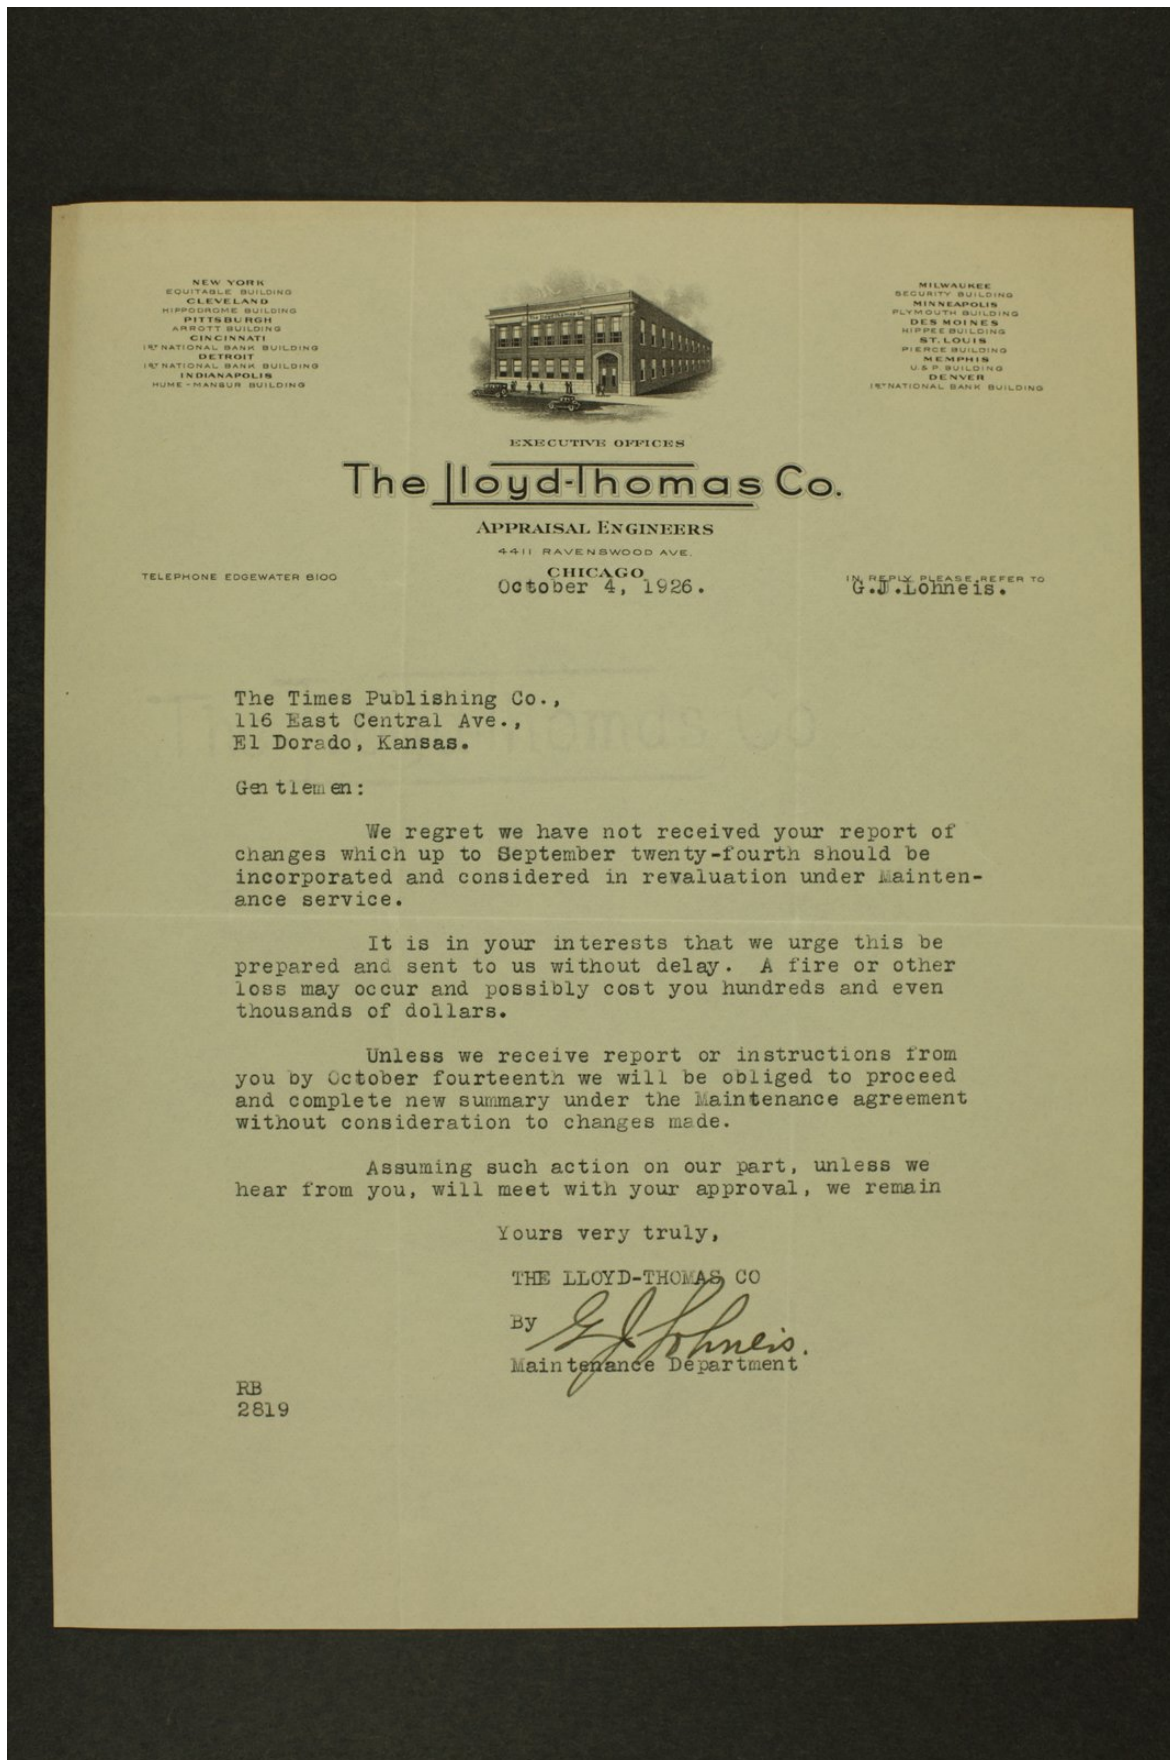 NEW YORK
EQUITABLE BUILDING
CLEVELAND
HIPPODROME BUILDING
PITTSBURGH
ARROTT BUILDING
CINCINNATI
1ST NATIONAL BANK BUILDING
DETROIT
1ST NATIONAL BANK BUILDING
INDIANAPOLIS
HUME-MANSUR BUILDING
MILWAUKEE
SECURITY BUILDING
MINNEAPOLIS
PLYMOUTH BUILDING
DES MOINES
HIPPEE BUILDING
ST. LOUIS
PIERCE BUILDING
MEMPHIS
U & P BUILDING
DENVER
1ST NATIONAL BANK BUILDING
EXECUTIVE OFFICES
The Lloyd-Thomas Co.
APPRAISAL ENGINEERS
4411 RAVENSWOOD AVE.
CHICAGO
TELEPHONE EDGEWATER 8100
October 4, 1926.
IN REPLY PLEASE REFER TO
G.J.Lohneis.
The Times Publishing Co.,
116 East Central Ave.,
El Dorado, Kansas.
Gentlemen:
We regret we have not received your report of
changes which up to September twenty-fourth should be
incorporated and considered in revaluation under Mainten-
ance service.
It is in your interests that we urge this be
prepared and sent to us without delay. A fire or other
loss may occur and possibly cost you hundreds and even
thousands of dollars.
Unless we receive report or instructions from
you by October fourteenth we will be obliged to proceed
and complete new summary under the Maintenance agreement
without consideration to changes made.
Assuming such action on our part, unless we
hear from you, will meet with your approval, we remain
Yours very truly,
THE LLOYD-THOMAS CO
By G J Lohneis.
Maintenance Department
RB
2819